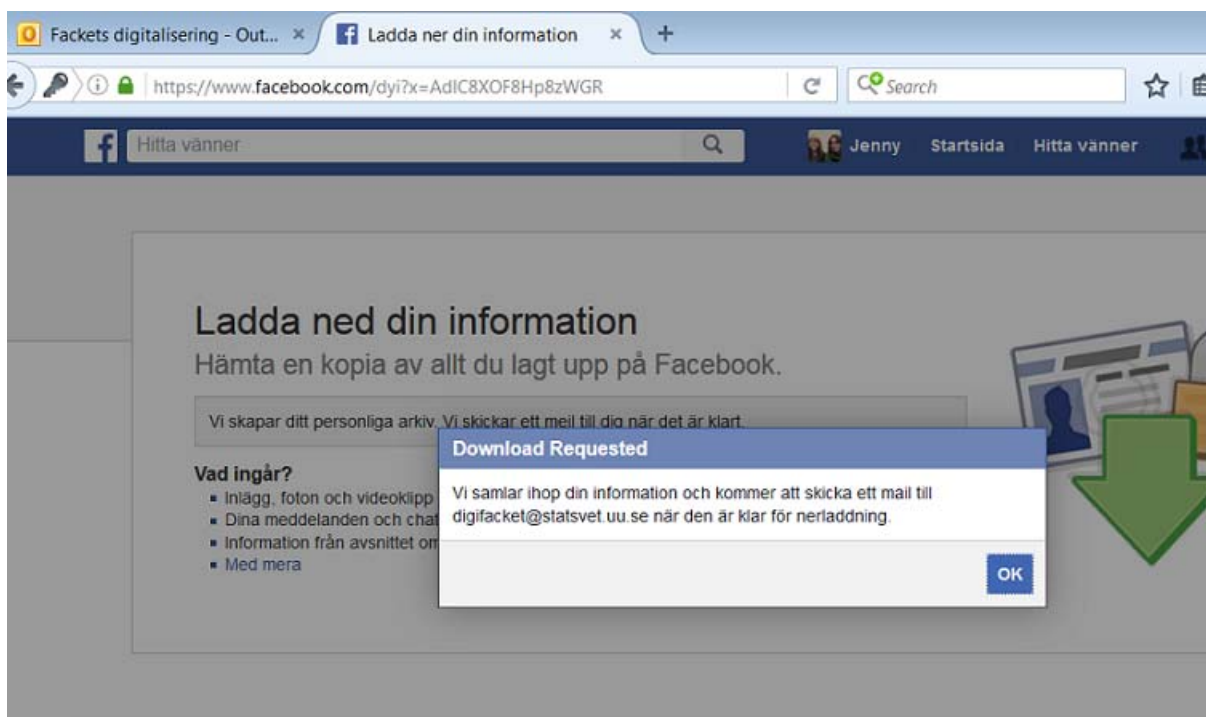 Fackets digitalisering - Out...
Ladda ner din information
https://www.facebook.com/dyi?x=AdIC8XOF8Hp8zWGR
Search
Hitta vänner
Jenny Startsida Hitta vänner
Ladda ned din information
Hämta en kopia av allt du lagt upp på Facebook.
Vi skapar ditt personliga arkiv. Vi skickar ett mejl till dig när det är klart.
Download Requested
Vi samlar ihop din information och kommer att skicka ett mail till
digifacket@statsvet.uu.se när den är klar för nerladdning.
OK
Vad ingår?
Inlägg, foton och videoklipp
Dina meddelanden och chat
Information från avsnittet om
Med mera